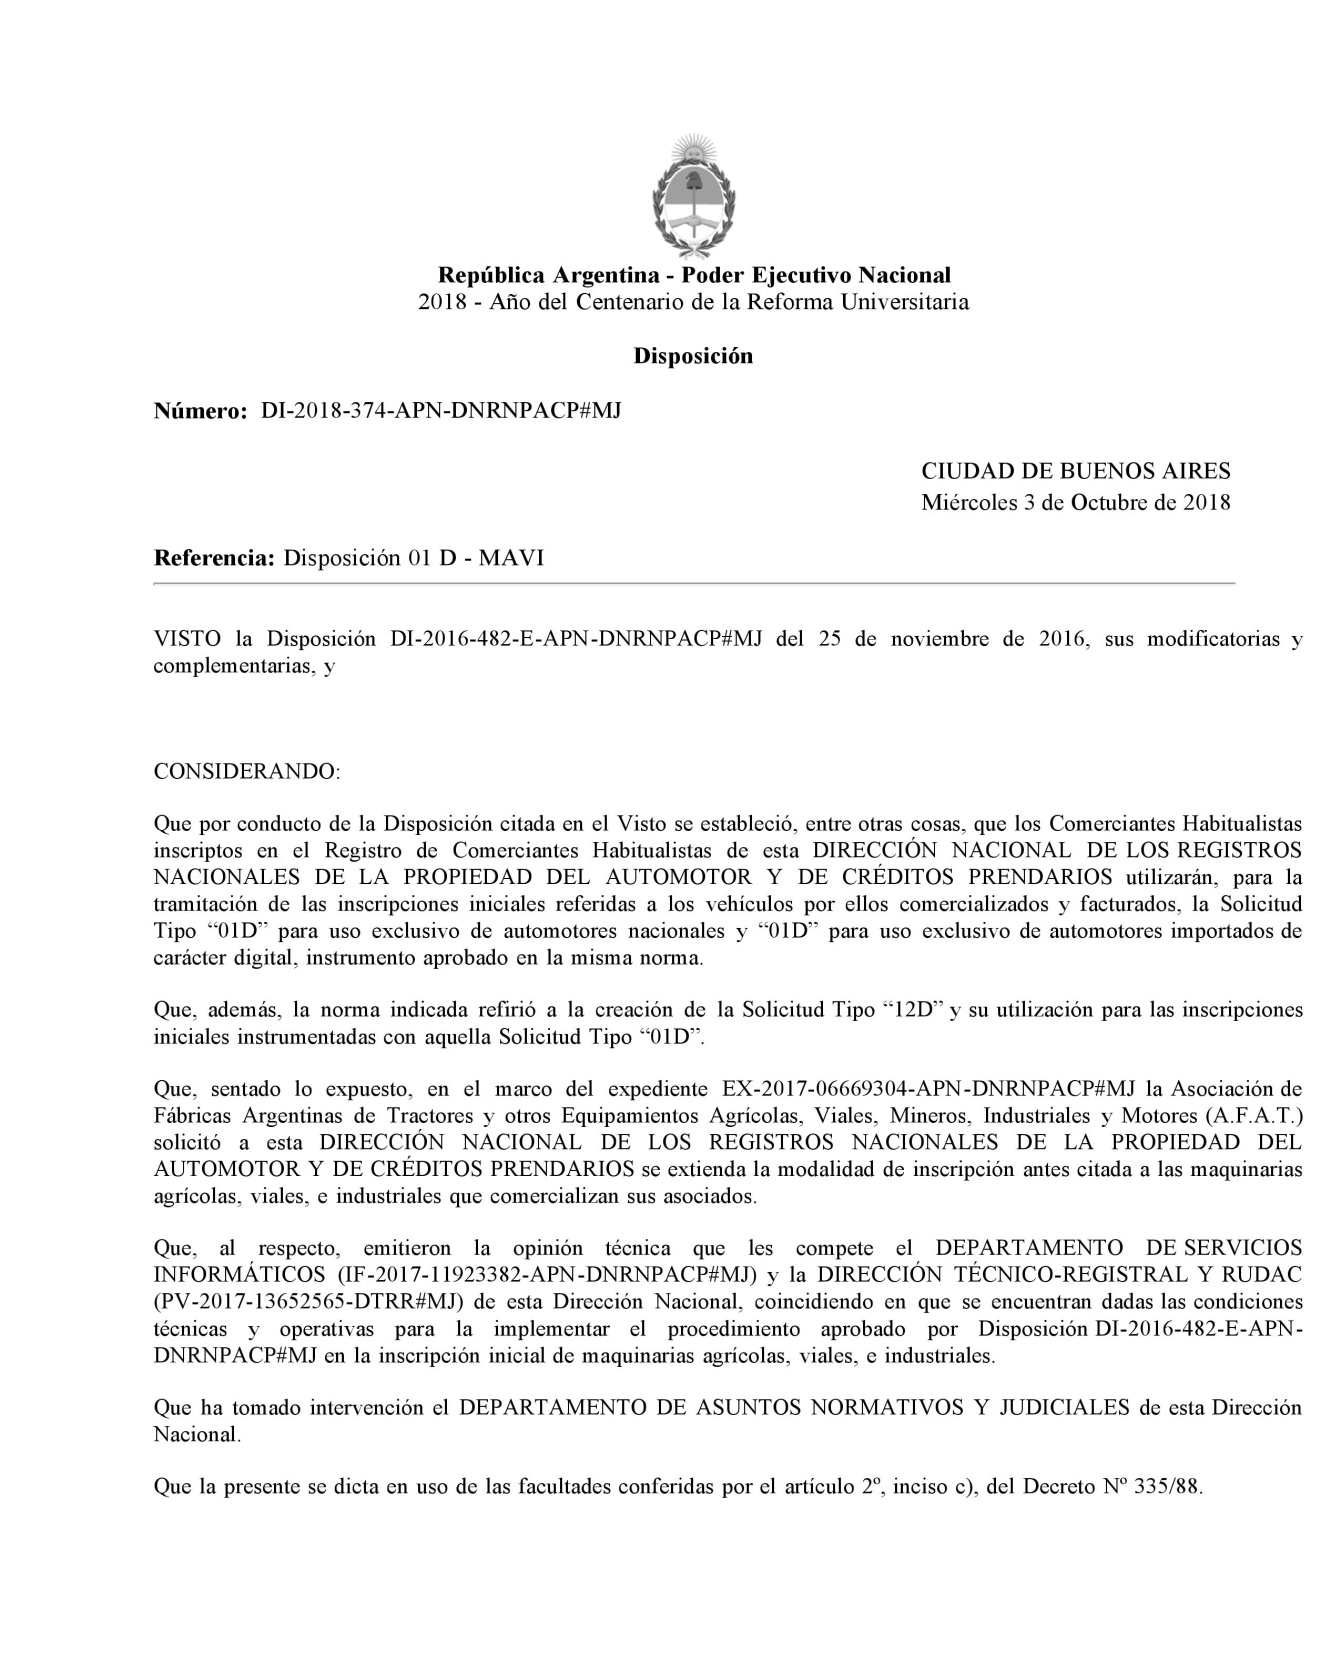 República Argentina - Poder Ejecutivo Nacional
2018 - Año del Centenario de la Reforma Universitaria
Disposición
Número: DI-2018-374-APN-DNRNPACP#MJ
CIUDAD DE BUENOS AIRES
Miércoles 3 de Octubre de 2018
Referencia: Disposición 01 D - MAVI
VISTO la Disposición DI-2016-482-E-APN-DNRNPACP#MJ del 25 de noviembre de 2016, sus modificatorias y
complementarias, y
CONSIDERANDO:
Que por conducto de la Disposición citada en el Visto se estableció, entre otras cosas, que los Comerciantes Habitualistas
inscriptos en el Registro de Comerciantes Habitualistas de esta DIRECCIÓN NACIONAL DE LOS REGISTROS
NACIONALES DE LA PROPIEDAD DEL AUTOMOTOR Y DE CRÉDITOS PRENDARIOS utilizarán, para la
tramitación de las inscripciones iniciales referidas a los vehículos por ellos comercializados y facturados, la Solicitud
Tipo “01D” para uso exclusivo de automotores nacionales y “01D” para uso exclusivo de automotores importados de
carácter digital, instrumento aprobado en la misma norma.
Que, además, la norma indicada refirió a la creación de la Solicitud Tipo “12D” y su utilización para las inscripciones
iniciales instrumentadas con aquella Solicitud Tipo “01D”.
Que, sentado lo expuesto, en el marco del expediente EX-2017-06669304-APN-DNRNPACP#MJ la Asociación de
Fábricas Argentinas de Tractores y otros Equipamientos Agrícolas, Viales, Mineros, Industriales y Motores (A.F.A.T.)
solicitó a esta DIRECCIÓN NACIONAL DE LOS REGISTROS NACIONALES DE LA PROPIEDAD DEL
AUTOMOTOR Y DE CRÉDITOS PRENDARIOS se extienda la modalidad de inscripción antes citada a las maquinarias
agrícolas, viales, e industriales que comercializan sus asociados.
Que, al respecto, emitieron la opinión técnica que les compete el DEPARTAMENTO DE SERVICIOS
INFORMÁTICOS (IF-2017-11923382-APN-DNRNPACP#MJ) y la DIRECCIÓN TÉCNICO-REGISTRAL Y RUDAC
(PV-2017-13652565-DTRR#MJ) de esta Dirección Nacional, coincidiendo en que se encuentran dadas las condiciones
técnicas y operativas para la implementar el procedimiento aprobado por Disposición DI-2016-482-E-APN-
DNRNPACP#MJ en la inscripción inicial de maquinarias agrícolas, viales, e industriales.
Que ha tomado intervención el DEPARTAMENTO DE ASUNTOS NORMATIVOS Y JUDICIALES de esta Dirección
Nacional.
Que la presente se dicta en uso de las facultades conferidas por el artículo 2º, inciso c), del Decreto Nº 335/88.